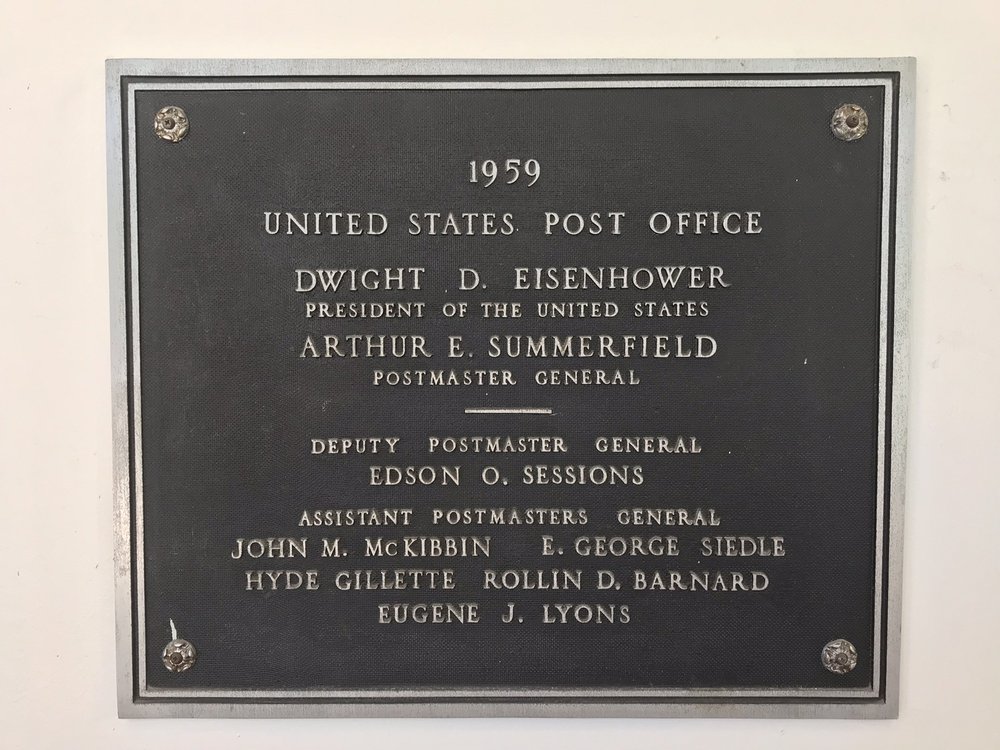 1959
UNITED STATES POST OFFICE
DWIGHT D. EISENHOWER
PRESIDENT OF THE UNITED STATES
ARTHUR E. SUMMERFIELD
POSTMASTER GENERAL
DEPUTY POSTMASTER GENERAL
EDSON O. SESSIONS
ASSISTANT POSTMASTERS GENERAL
JOHN M. McKIBBIN E. GEORGE SIEDLE
HYDE GILLETTE ROLLIN D. BARNARD
EUGENE J. LYONS